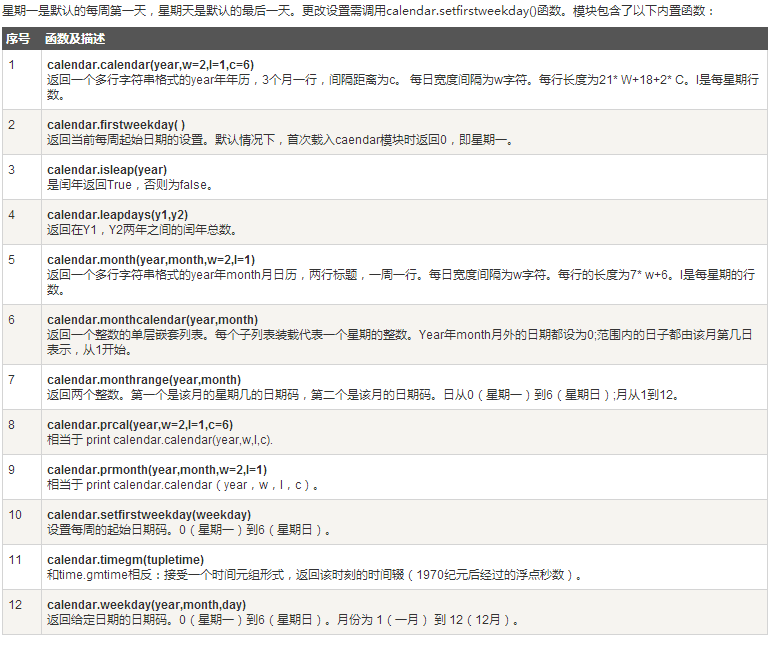 星期一是默认的每周第一天，星期天是默认的最后一天。更改设置需调用calendar.setfirstweekday()函数。模块包含了以下内置函数：
序号 函数及描述
1 calendar.calendar(year,w=2,l=1,c=6)
返回一个多行字符串格式的year年年历，3个月一行，间隔距离为c。 每日宽度间隔为w字符。每行长度为21* W+18+2* C。l是每星期行
数。
2 calendar.firstweekday( )
返回当前每周起始日期的设置。默认情况下，首次载入caendar模块时返回0，即星期一。
3 calendar.isleap(year)
是闰年返回True，否则为false。
4 calendar.leapdays(y1,y2)
返回在Y1，Y2两年之间的闰年总数。
5 calendar.month(year,month,w=2,l=1)
返回一个多行字符串格式的year年month月日历，两行标题，一周一行。每日宽度间隔为w字符。每行的长度为7* w+6。l是每星期的行
数。
6 calendar.monthcalendar(year,month)
返回一个整数的单层嵌套列表。每个子列表装载代表一个星期的整数。Year年month月外的日期都设为0;范围内的日子都由该月第几日
表示，从1开始。
7 calendar.monthrange(year,month)
返回两个整数。第一个是该月的星期几的日期码，第二个是该月的日期码。日从0（星期一）到6（星期日）;月从1到12。
8 calendar.prcal(year,w=2,l=1,c=6)
相当于 print calendar.calendar(year,w,l,c).
9 calendar.prmonth(year,month,w=2,l=1)
相当于 print calendar.calendar（year，w，l，c）。
10 calendar.setfirstweekday(weekday)
设置每周的起始日期码。0（星期一）到6（星期日）。
11 calendar.timegm(tupletime)
和time.gmtime相反：接受一个时间元组形式，返回该时刻的时间辍（1970纪元后经过的浮点秒数）。
12 calendar.weekday(year,month,day)
返回给定日期的日期码。0（星期一）到6（星期日）。月份为 1（一月） 到 12（12月）。